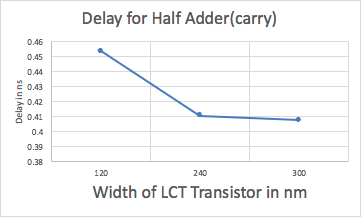 Delay for Half Adder(carry)
0.46
0.45
0.44
0.43
0.42
0.41
0.4
0.39
0.38
Delay in ns
120 240 300
Width of LCT Transistor in nm